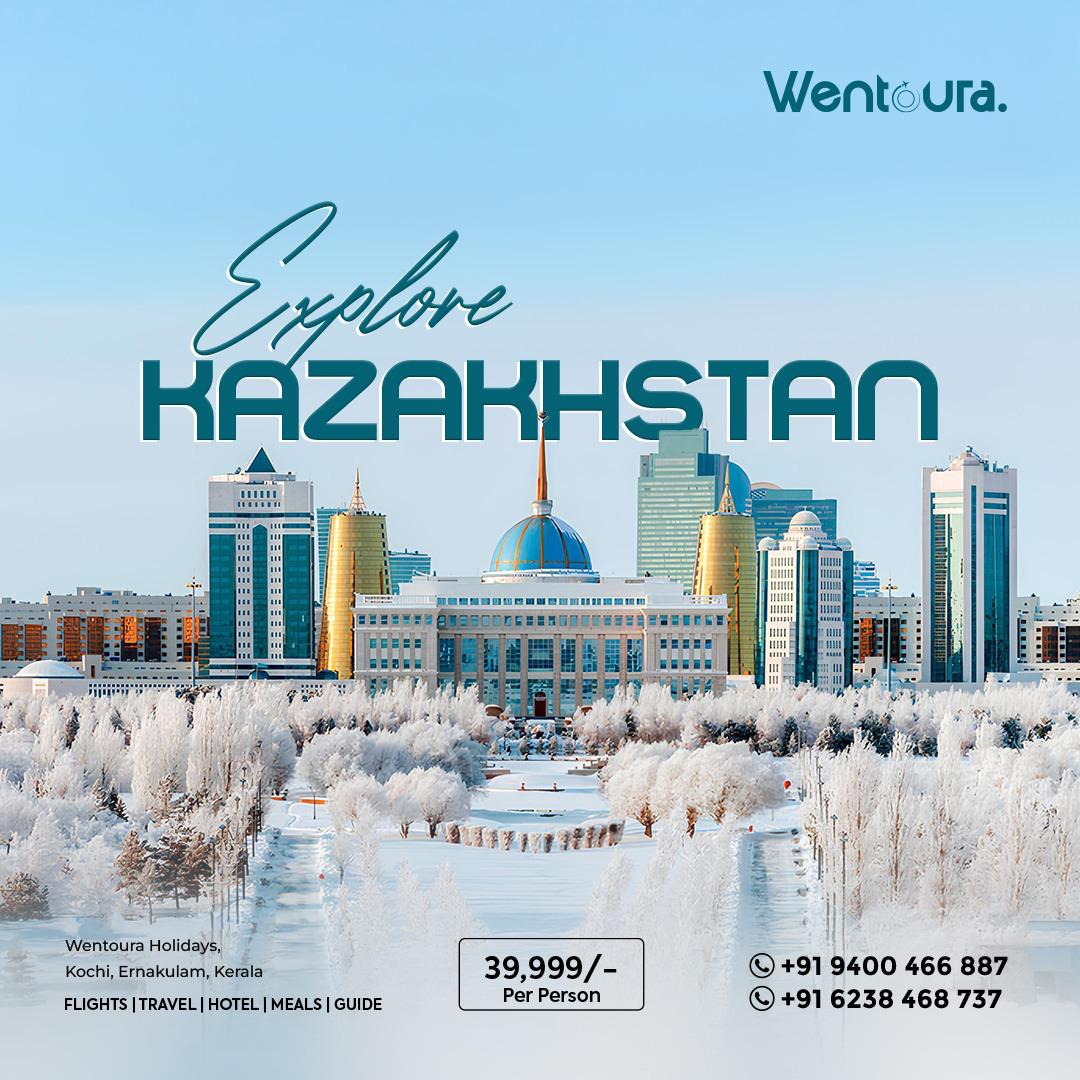 Wentoura.
Explore
KAZAKHSTAN
Wentoura Holidays,
Kochi, Ernakulam, Kerala
FLIGHTS | TRAVEL | HOTEL | MEALS | GUIDE
39,999/-
Per Person
+91 9400 466 887
+91 6238 468 737